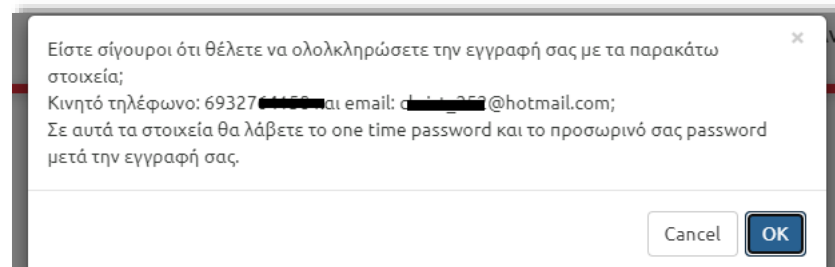 Είστε σίγουροι ότι θέλετε να ολολκληρώσετε την εγγραφή σας με τα παρακάτω
στοιχεία;
Κινητό τηλέφωνο: 69327 αι email: @hotmail.com;
Σε αυτά τα στοιχεία θα λάβετε το one time password και το προσωρινό σας password
μετά την εγγραφή σας.
×
Cancel
OK